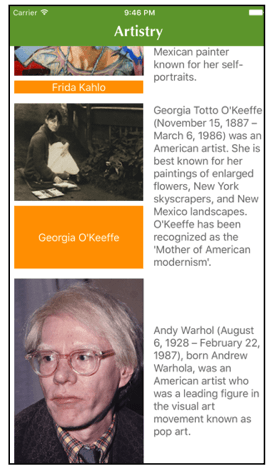 Carrier 9:46 PM
Artistry
Mexican painter
known for her self-
portraits.
Frida Kahlo
Georgia Totto O'Keeffe
(November 15, 1887 –
March 6, 1986) was an
American artist. She is
best known for her
paintings of enlarged
flowers, New York
skyscrapers, and New
Mexico landscapes.
O'Keeffe has been
recognized as the
'Mother of American
modernism'.
Georgia O'Keeffe
Andy Warhol (August
6, 1928 – February 22,
1987), born Andrew
Warhola, was an
American artist who
was a leading figure in
the visual art
movement known as
pop art.